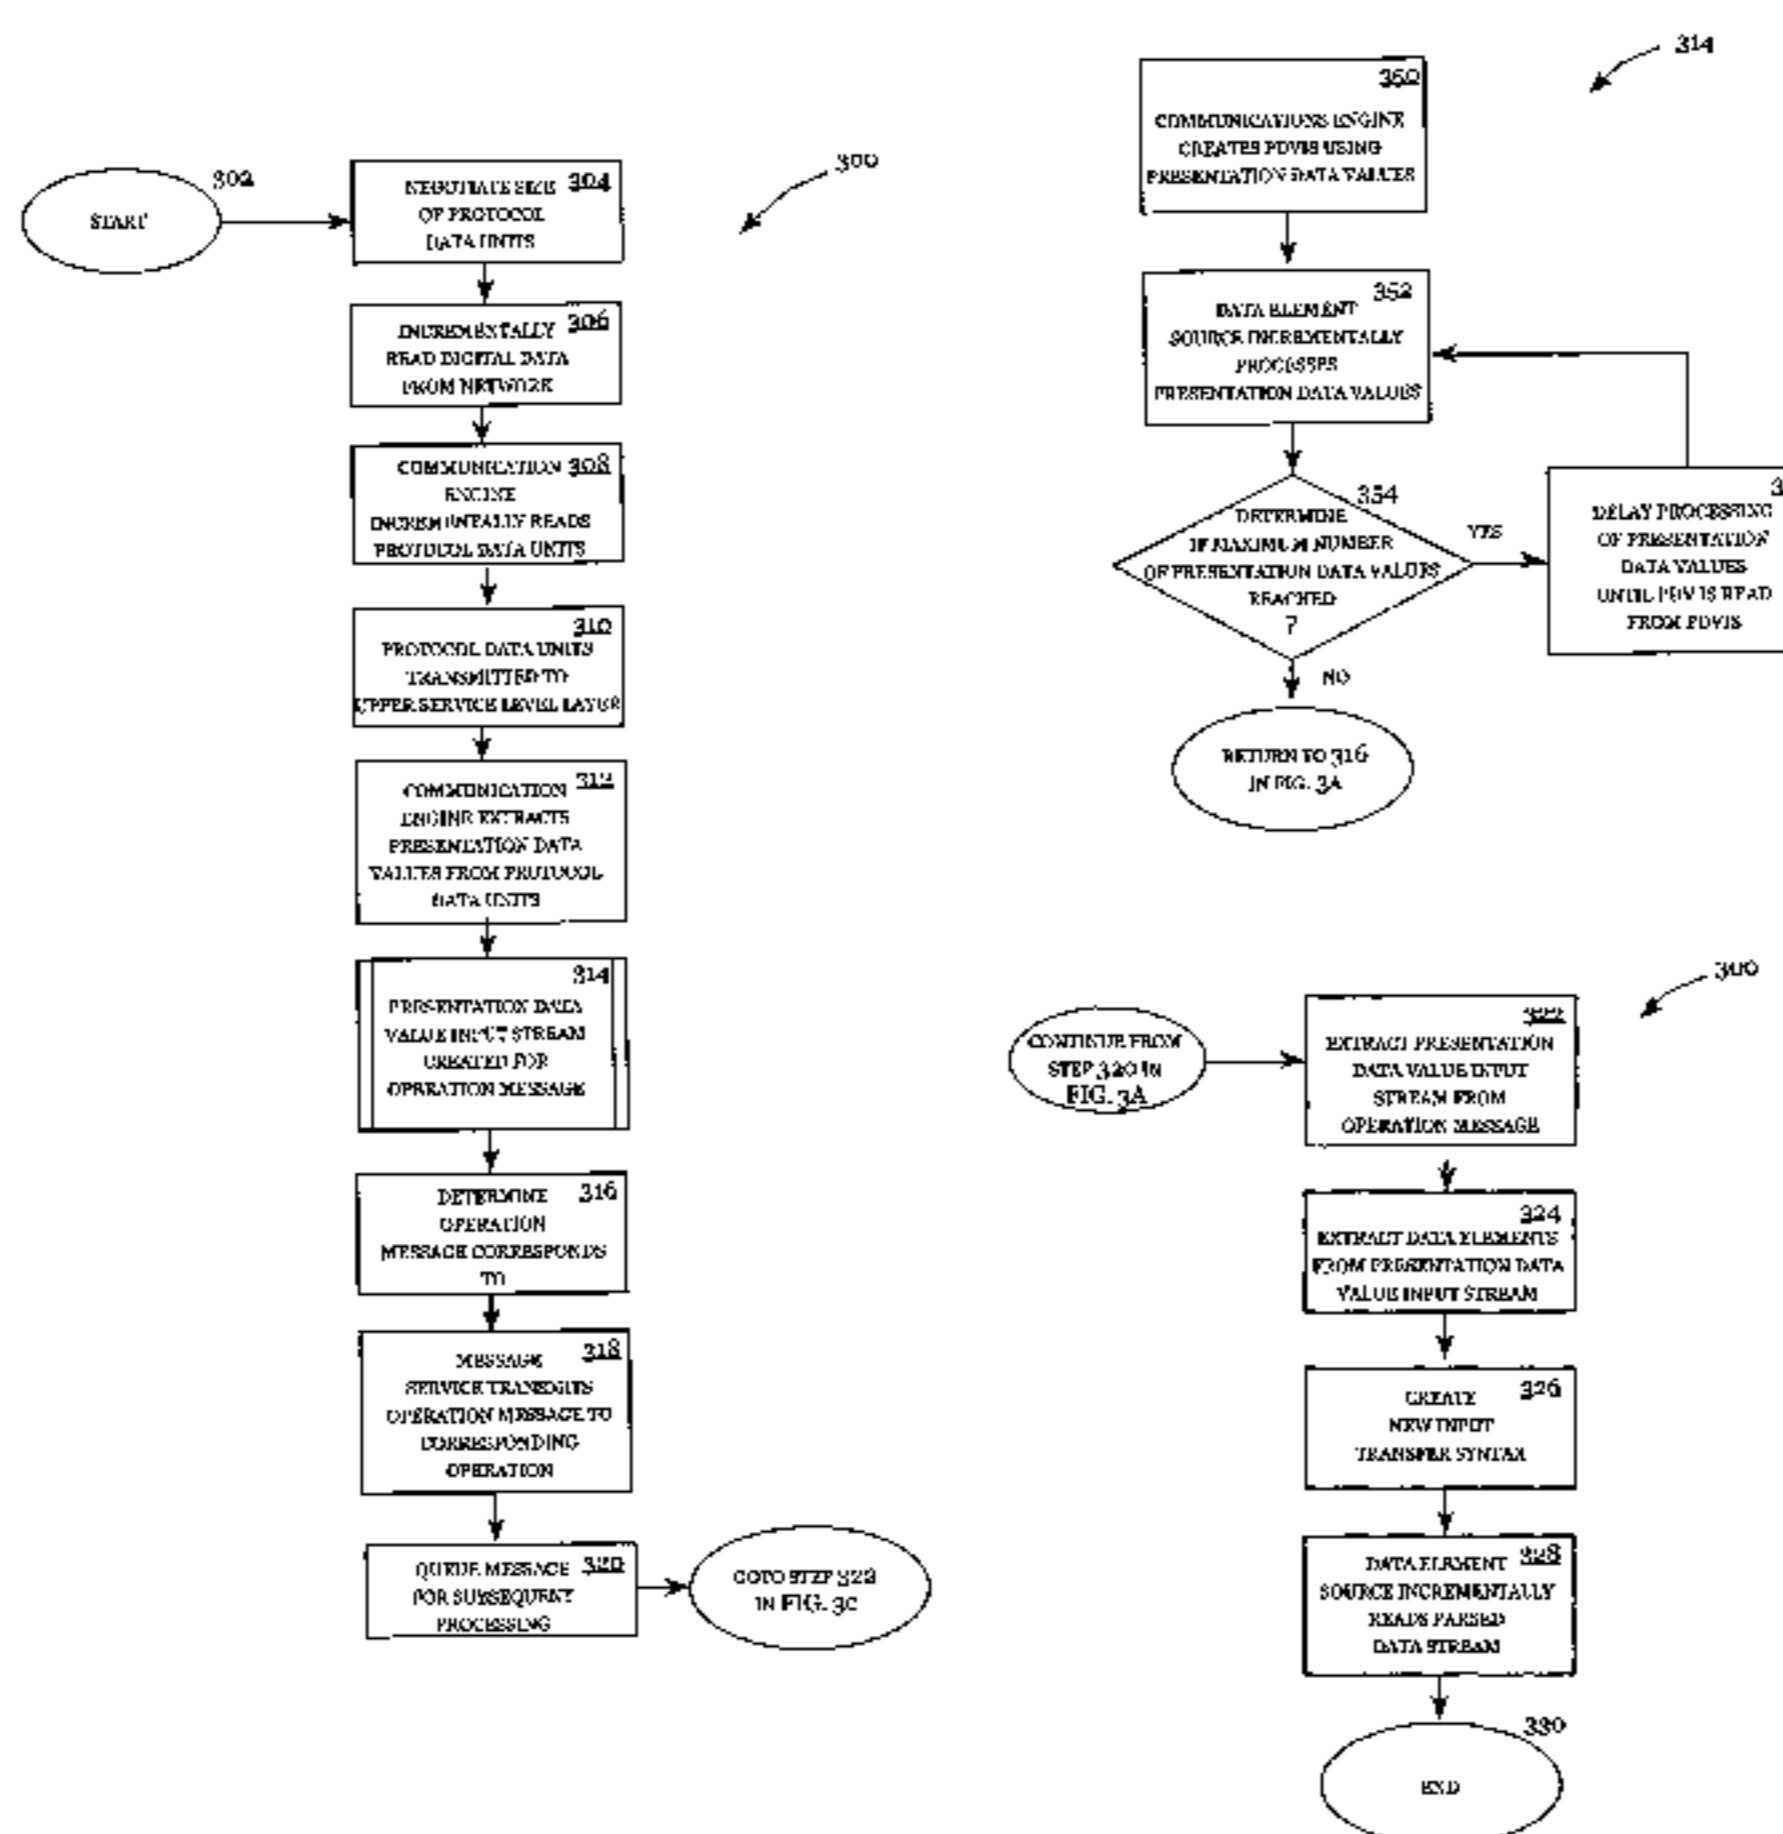 302
START
300
304
NEGOTIATE SIZE
OF PROTOCOL
DATA UNITS
306
INCREMENTALLY
READ DIGITAL DATA
FROM NETWORK
308
COMMUNICATION
ENGINE
INCREMENTALLY READS
PROTOCOL DATA UNITS
310
PROTOCOL DATA UNITS
TRANSMITTED TO
UPPER SERVICE LEVEL LAYER
312
COMMUNICATION
ENGINE EXTRACTS
PRESENTATION DATA
VALUES FROM PROTOCOL
DATA UNITS
314
PRESENTATION DATA
VALUE INPUT STREAM
CREATED FOR
OPERATION MESSAGE
316
DETERMINE
OPERATION
MESSAGE CORRESPONDS
TO
318
MESSAGE
SERVICE TRANSMITS
OPERATION MESSAGE TO
CORRESPONDING
OPERATION
320
QUEUE MESSAGE
FOR SUBSEQUENT
PROCESSING
GOTO STEP 322
IN FIG. 3C
314
350
COMMUNICATIONS ENGINE
CREATES PDVIS USING
PRESENTATION DATA VALUES
352
DATA ELEMENT
SOURCE INCREMENTALLY
PROCESSES
PRESENTATION DATA VALUES
354
DETERMINE
IF MAXIMUM NUMBER
OF PRESENTATION DATA VALUES
REACHED
?
YES
DELAY PROCESSING
OF PRESENTATION
DATA VALUES
UNTIL PDV IS READ
FROM PDVIS
NO
RETURN TO 316
IN FIG. 3A
300
CONTINUE FROM
STEP 320 IN
FIG. 3A
322
EXTRACT PRESENTATION
DATA VALUE INPUT
STREAM FROM
OPERATION MESSAGE
324
EXTRACT DATA ELEMENTS
FROM PRESENTATION DATA
VALUE INPUT STREAM
326
CREATE
NEW INPUT
TRANSFER SYNTAX
328
DATA ELEMENT
SOURCE INCREMENTALLY
READS PARSED
DATA STREAM
330
END